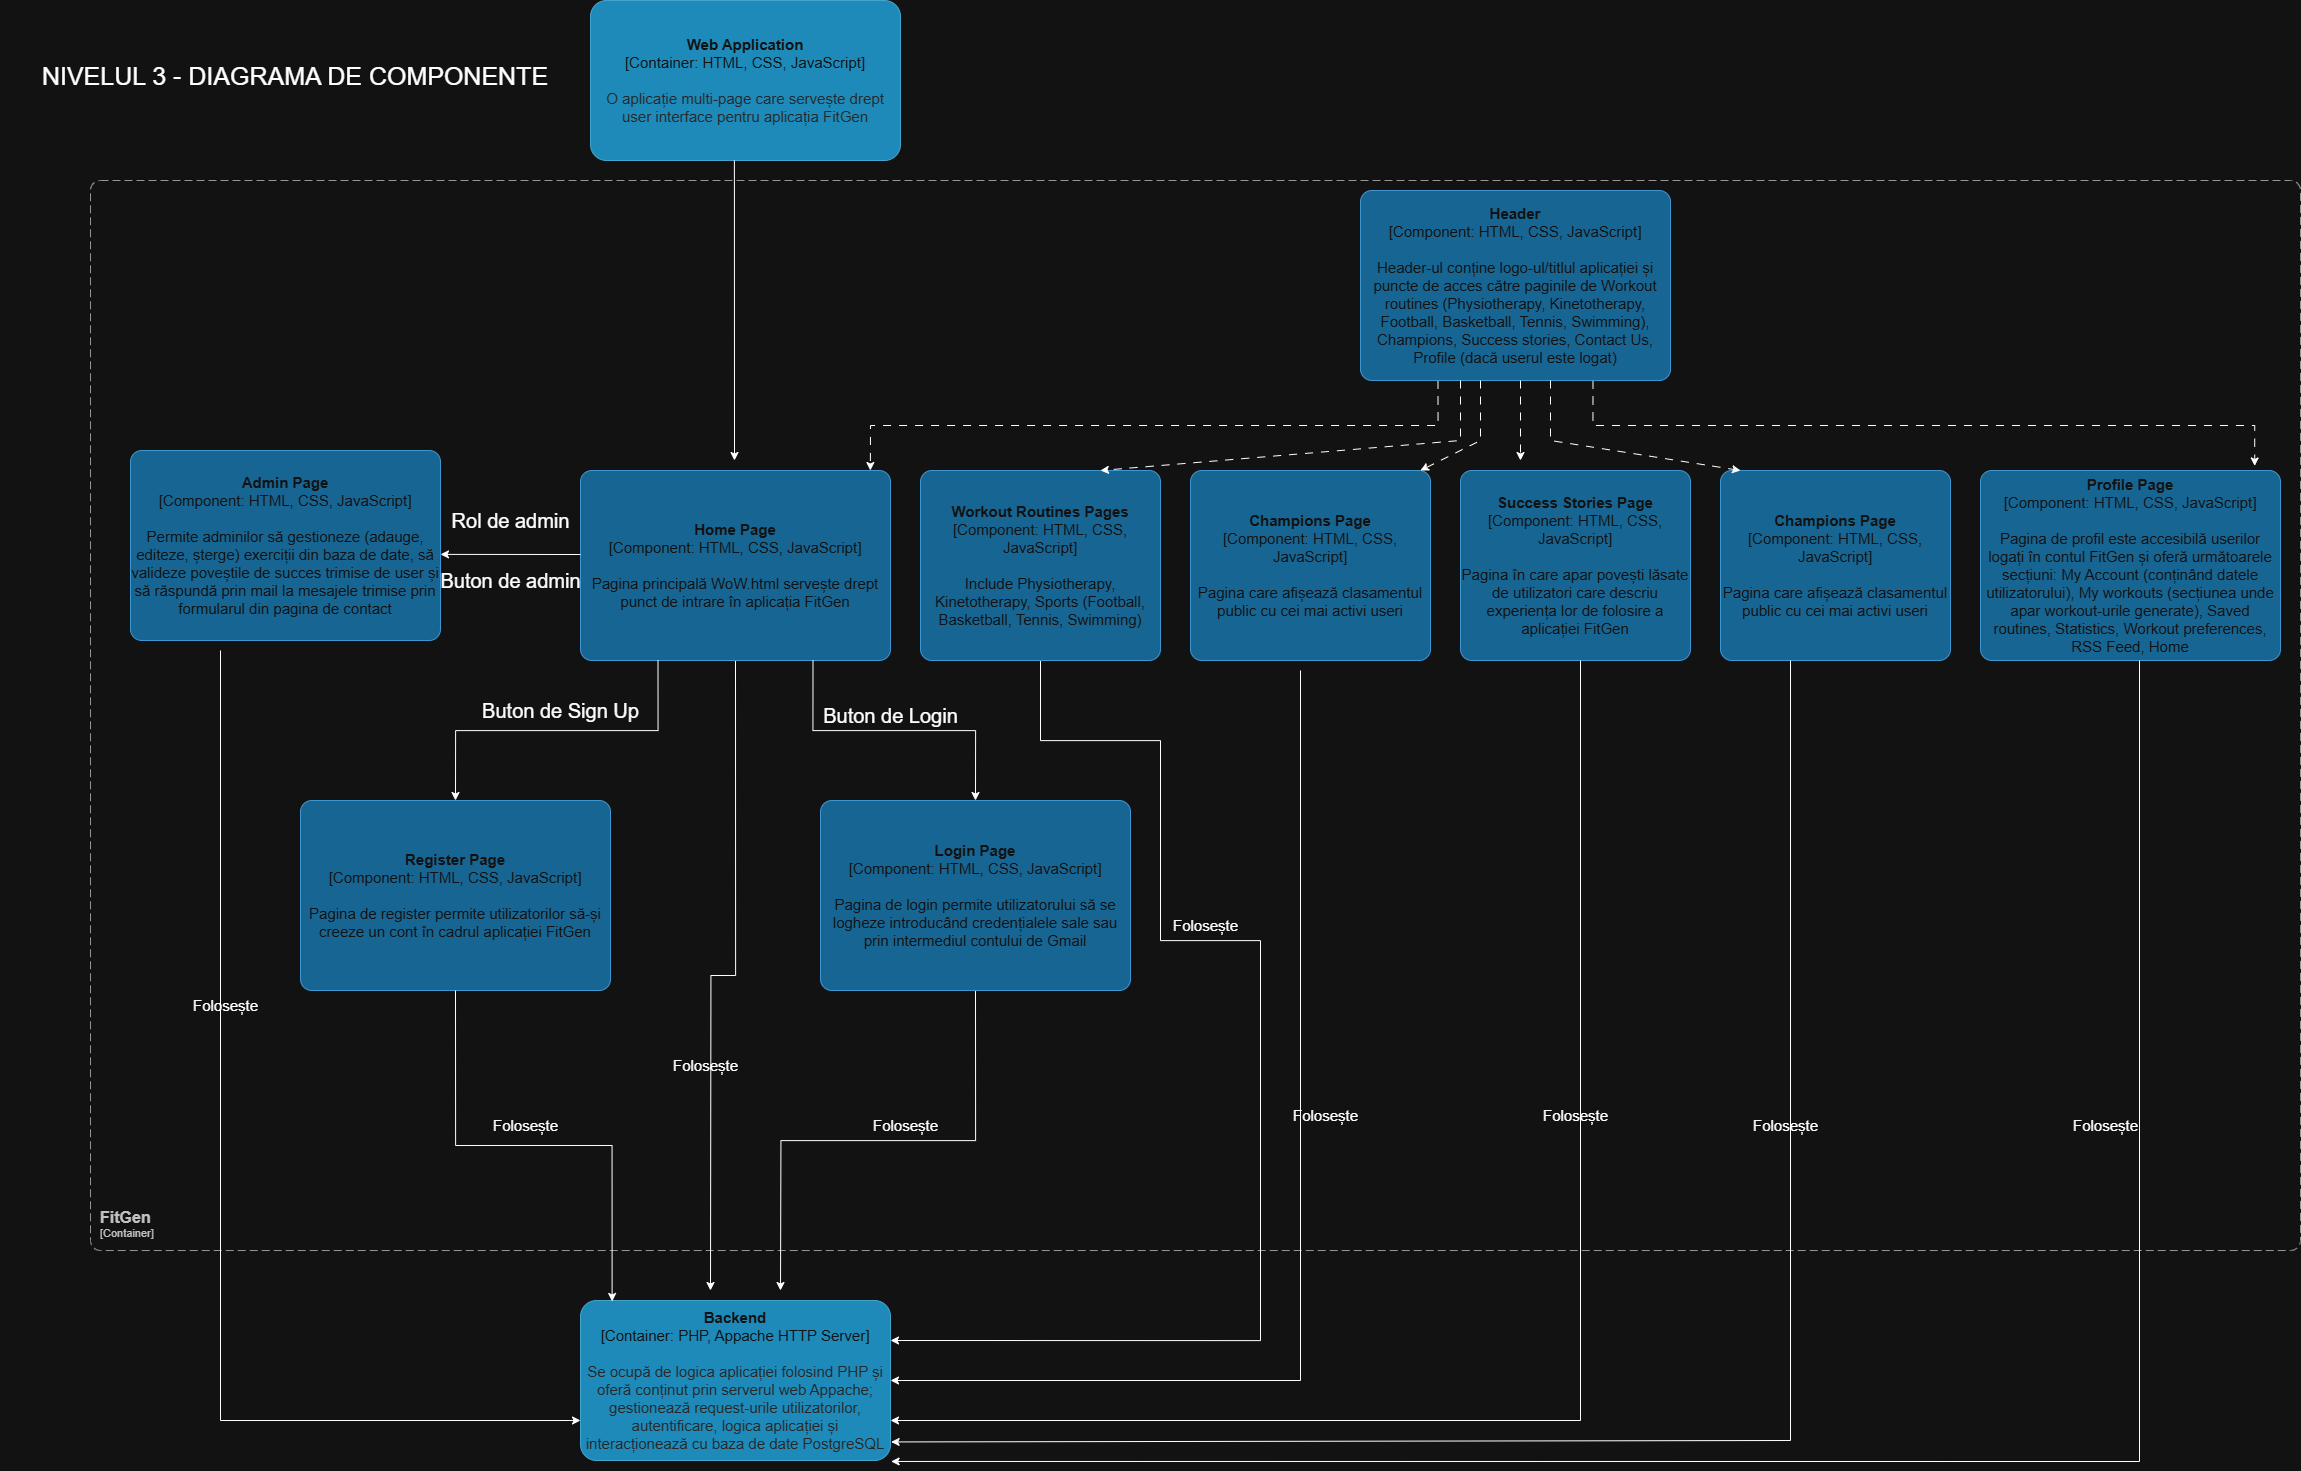 NIVELUL 3 - DIAGRAMA DE COMPONENTE
Web Application
[Container: HTML, CSS, JavaScript]
O aplicație multi-page care servește drept
user interface pentru aplicația FitGen
Header
[Component: HTML, CSS, JavaScript]
Header-ul conține logo-ul/titlul aplicației și
puncte de acces către paginile de Workout
routines (Physiotherapy, Kinetotherapy,
Football, Basketball, Tennis, Swimming),
Champions, Success stories, Contact Us,
Profile (dacă userul este logat)
Admin Page
[Component: HTML, CSS, JavaScript]
Permite adminilor să gestioneze (adauge,
editeze, șterge) exerciții din baza de date, să
valideze poveștile de succes trimise de user și
să răspundă prin mail la mesajele trimise prin
formularul din pagina de contact
Rol de admin
Buton de admin
Home Page
[Component: HTML, CSS, JavaScript]
Pagina principală WoW.html servește drept
punct de intrare în aplicația FitGen
Workout Routines Pages
[Component: HTML, CSS,
JavaScript]
Include Physiotherapy,
Kinetotherapy, Sports (Football,
Basketball, Tennis, Swimming)
Champions Page
[Component: HTML, CSS,
JavaScript]
Pagina care afișează clasamentul
public cu cei mai activi useri
Success Stories Page
[Component: HTML, CSS,
JavaScript]
Pagina în care apar povești lăsate
de utilizatori care descriu
experiența lor de folosire a
aplicației FitGen
Champions Page
[Component: HTML, CSS,
JavaScript]
Pagina care afișează clasamentul
public cu cei mai activi useri
Profile Page
[Component: HTML, CSS, JavaScript]
Pagina de profil este accesibilă userilor
logați în contul FitGen și oferă următoarele
secțiuni: My Account (conținând datele
utilizatorului), My workouts (secțiunea unde
apar workout-urile generate), Saved
routines, Statistics, Workout preferences,
RSS Feed, Home
Buton de Sign Up
Buton de Login
Register Page
[Component: HTML, CSS, JavaScript]
Pagina de register permite utilizatorilor să-și
creeze un cont în cadrul aplicației FitGen
Login Page
[Component: HTML, CSS, JavaScript]
Pagina de login permite utilizatorului să se
logheze introducând credențialele sale sau
prin intermediul contului de Gmail
Folosește
Folosește
Folosește
Folosește
Folosește
Folosește
Folosește
Folosește
Folosește
FitGen
[Container]
Backend
[Container: PHP, Appache HTTP Server]
Se ocupă de logica aplicației folosind PHP și
oferă conținut prin serverul web Appache;
gestionează request-urile utilizatorilor,
autentificare, logica aplicației și
interacționează cu baza de date PostgreSQL